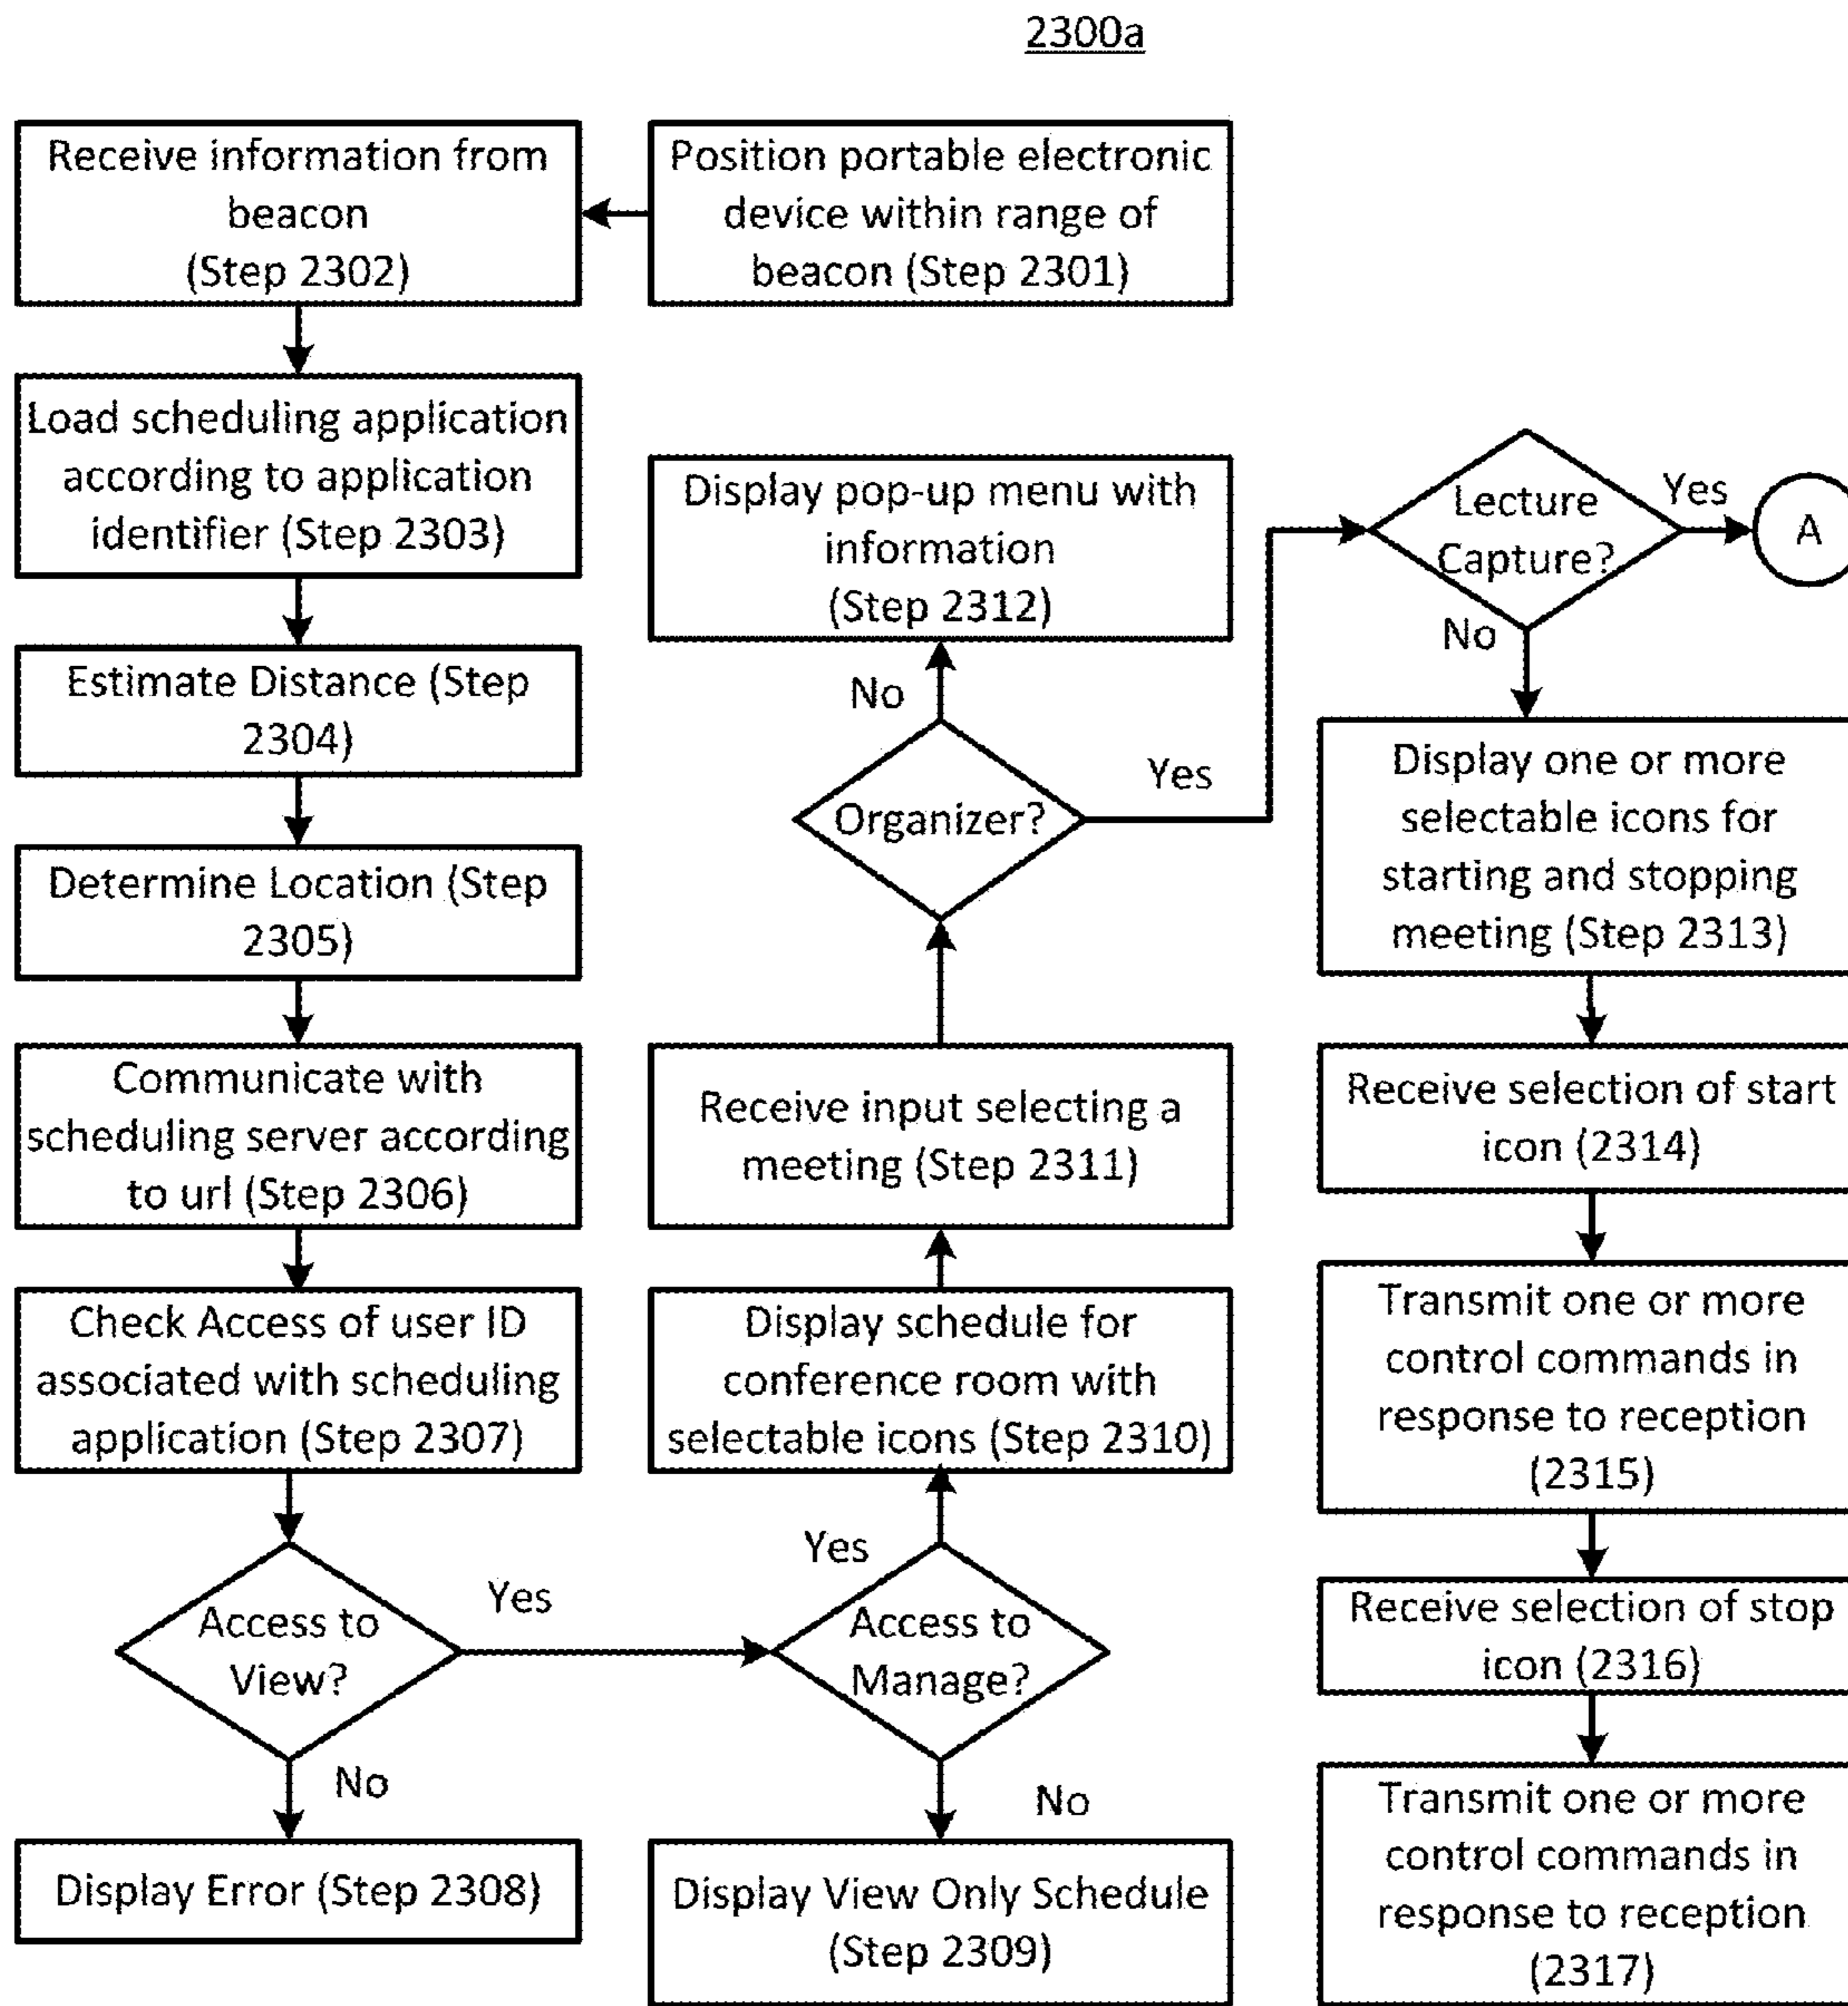 2300a
Receive information from
beacon
(Step 2302)
Position portable electronic
device within range of
beacon (Step 2301)
Load scheduling application
according to application
identifier (Step 2303)
Estimate Distance (Step
2304)
Determine Location (Step
2305)
Communicate with
scheduling server according
to url (Step 2306)
Check Access of user ID
associated with scheduling
application (Step 2307)
Access to
View?
Yes
No
Display Error (Step 2308)
Access to
Manage?
Yes
No
Display View Only Schedule
(Step 2309)
Display schedule for
conference room with
selectable icons (Step 2310)
Receive input selecting a
meeting (Step 2311)
Organizer?
No
Yes
Display pop-up menu with
information
(Step 2312)
Lecture
Capture?
Yes
A
No
Display one or more
selectable icons for
starting and stopping
meeting (Step 2313)
Receive selection of start
icon (2314)
Transmit one or more
control commands in
response to reception
(2315)
Receive selection of stop
icon (2316)
Transmit one or more
control commands in
response to reception
(2317)